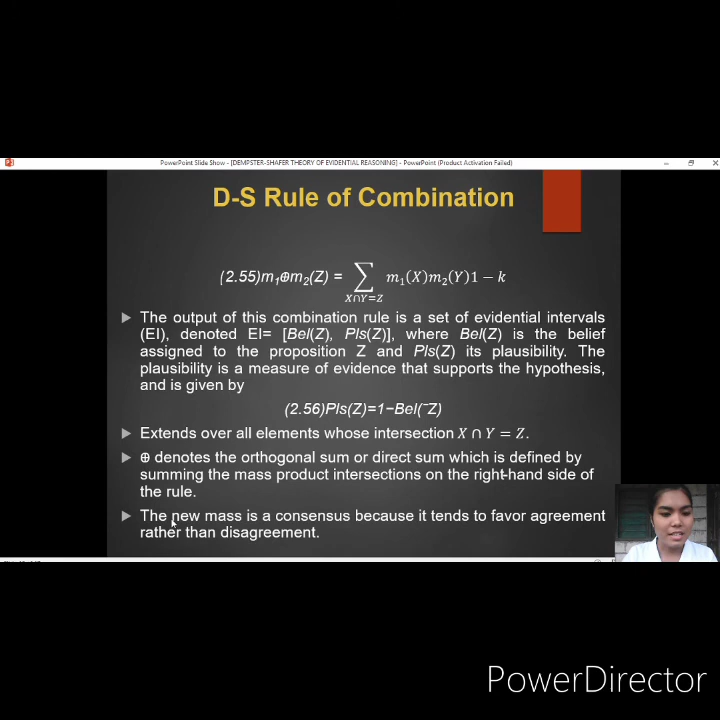 PowerPoint Slide Show - [DEMPSTER-SHAFER THEORY OF EVIDENTIAL REASONING] - PowerPoint (Product Activation Failed)
D-S Rule of Combination
(2.55)m₁⊕m₂(Z) = ∑ m₁(X)m₂(Y)1 − k
X∩Y=Z
The output of this combination rule is a set of evidential intervals
(EI), denoted EI= [Bel(Z), Pls(Z)], where Bel(Z) is the belief
assigned to the proposition Z and Pls(Z) its plausibility. The
plausibility is a measure of evidence that supports the hypothesis,
and is given by
(2.56)Pls(Z)=1−Bel(¯Z)
Extends over all elements whose intersection X ∩ Y = Z.
⊕ denotes the orthogonal sum or direct sum which is defined by
summing the mass product intersections on the right-hand side of
the rule.
The new mass is a consensus because it tends to favor agreement
rather than disagreement.
PowerDirector